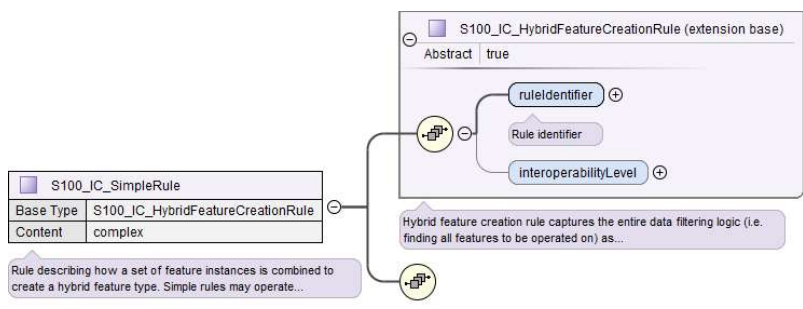 S100_IC_HybridFeatureCreationRule (extension base)
Abstract true
ruleIdentifier
Rule identifier
interoperabilityLevel
Hybrid feature creation rule captures the entire data filtering logic (i.e.
finding all features to be operated on) as...
S100_IC_SimpleRule
Base Type S100_IC_HybridFeatureCreationRule
Content complex
Rule describing how a set of feature instances is combined to
create a hybrid feature type. Simple rules may operate...